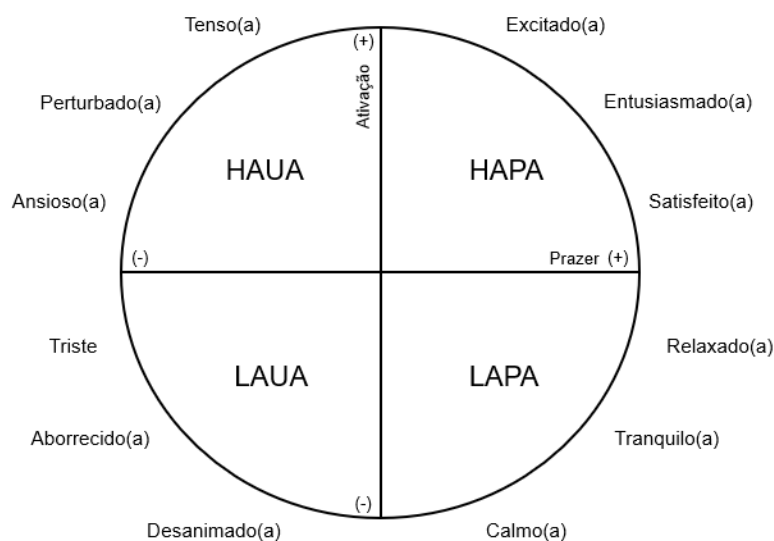 Tenso(a)
Excitado(a)
(+)
Ativação
Perturbado(a)
Entusiasmado(a)
HAUA
HAPA
Ansioso(a)
Satisfeito(a)
(-)
Prazer (+)
Triste
Relaxado(a)
LAUA
LAPA
Aborrecido(a)
Tranquilo(a)
(-)
Desanimado(a)
Calmo(a)